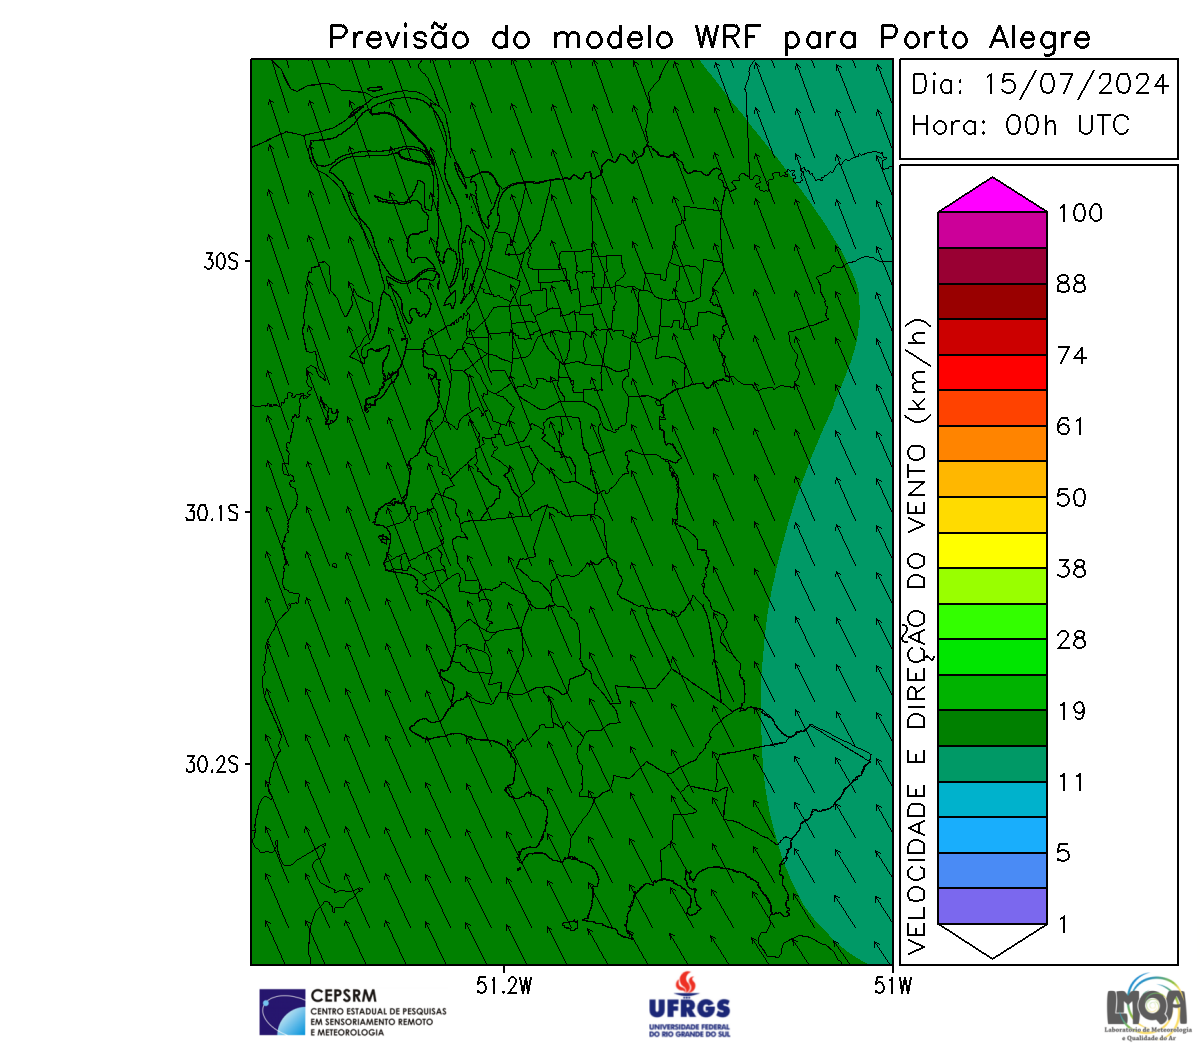 Previsão do modelo WRF para Porto Alegre
Dia: 15/07/2024
Hora: 00h UTC
30S
30.1S
30.2S
51.2W
51W
VELOCIDADE E DIREÇÃO DO VENTO (km/h)
100
88
74
61
50
38
28
19
11
5
1
CEPSRM
CENTRO ESTADUAL DE PESQUISAS
EM SENSORIAMENTO REMOTO
E METEOROLOGIA
UFRGS
UNIVERSIDADE FEDERAL
DO RIO GRANDE DO SUL
LMQA
Laboratório de Meteorologia
e Qualidade do Ar